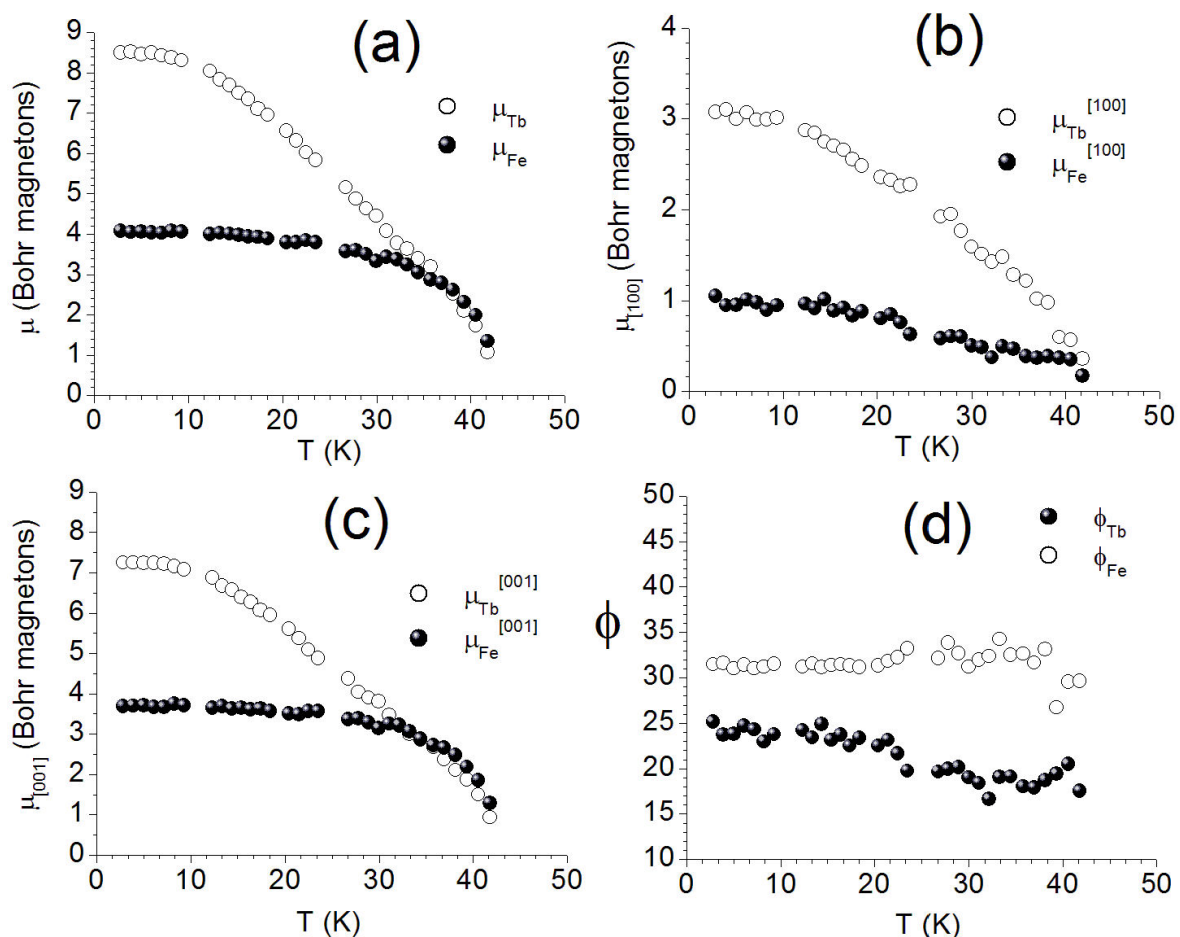 (a)
μ (Bohr magnetons)
9
8
7
6
5
4
3
2
1
0
μTb
μFe
0 10 20 30 40 50
T (K)
(b)
μ[100] (Bohr magnetons)
4
3
2
1
0
μTb[100]
μFe[100]
0 10 20 30 40 50
T (K)
(c)
μ[001] (Bohr magnetons)
9
8
7
6
5
4
3
2
1
0
μTb[001]
μFe[001]
0 10 20 30 40 50
T (K)
(d)
ϕ
50
45
40
35
30
25
20
15
10
ϕTb
ϕFe
0 10 20 30 40 50
T (K)